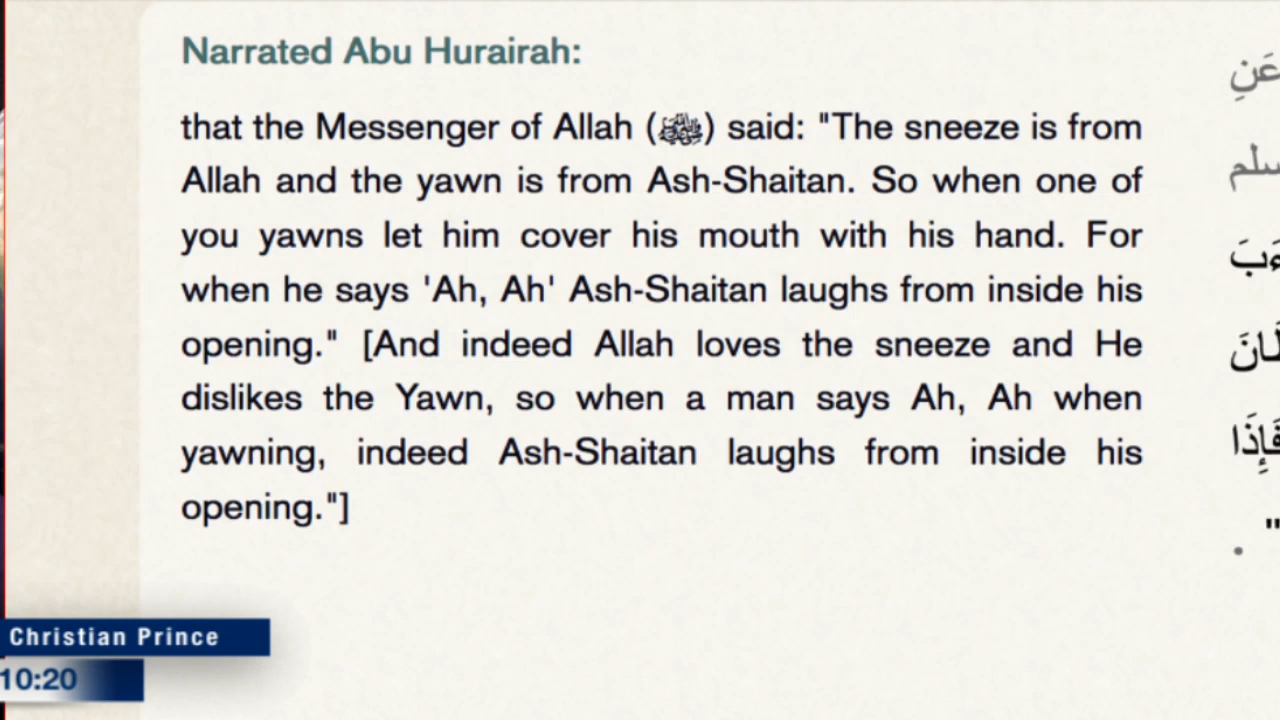 Narrated Abu Hurairah:
that the Messenger of Allah (ﷺ) said: "The sneeze is from
Allah and the yawn is from Ash-Shaitan. So when one of
you yawns let him cover his mouth with his hand. For
when he says 'Ah, Ah' Ash-Shaitan laughs from inside his
opening." [And indeed Allah loves the sneeze and He
dislikes the Yawn, so when a man says Ah, Ah when
yawning, indeed Ash-Shaitan laughs from inside his
opening."]
عَنِ
Christian Prince
10:20